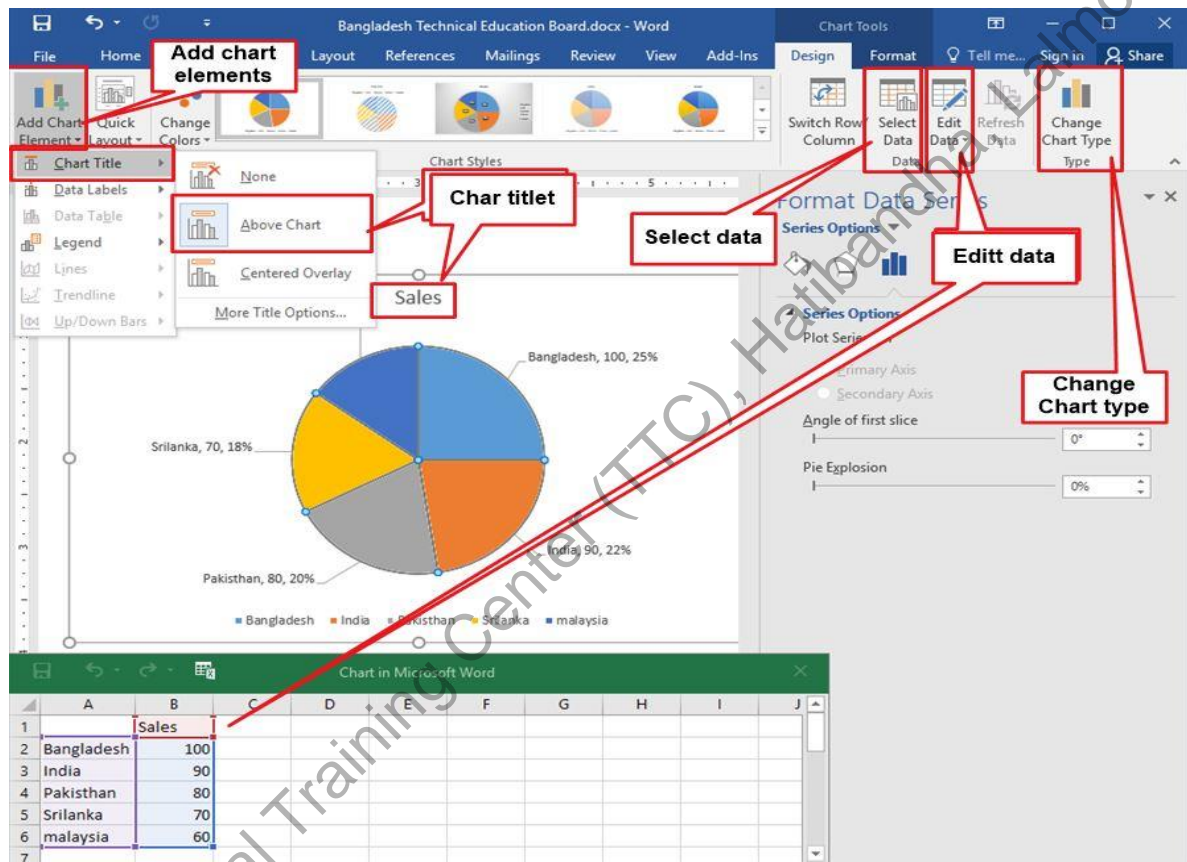 Bangladesh Technical Education Board.docx - Word
Chart Tools
File
Home
Layout
References
Mailings
Review
View
Add-Ins
Design
Format
Tell me...
Sign in
Share
Add chart
elements
Add Chart
Element
Quick
Layout
Change
Colors
Chart Styles
Switch Row/
Column
Select
Data
Edit
Data
Refresh
Data
Data
Change
Chart Type
Type
Chart Title
Data Labels
Data Table
Legend
Lines
Trendline
Up/Down Bars
None
Above Chart
Centered Overlay
More Title Options...
Char titlet
Select data
Editt data
Change
Chart type
Format Data Series
Series Options
Series Options
Plot Series
Primary Axis
Secondary Axis
Angle of first slice
0°
Pie Explosion
0%
3
5
2
3
Sales
Bangladesh, 100, 25%
Srilanka, 70, 18%
India, 90, 22%
Pakisthan, 80, 20%
Bangladesh India Pakisthan Srilanka malaysia
Chart in Microsoft Word
A B C D E F G H I J
1 Sales
2 Bangladesh 100
3 India 90
4 Pakisthan 80
5 Srilanka 70
6 malaysia 60
7
Training Center (TTC), Hatibandha, Lalmo